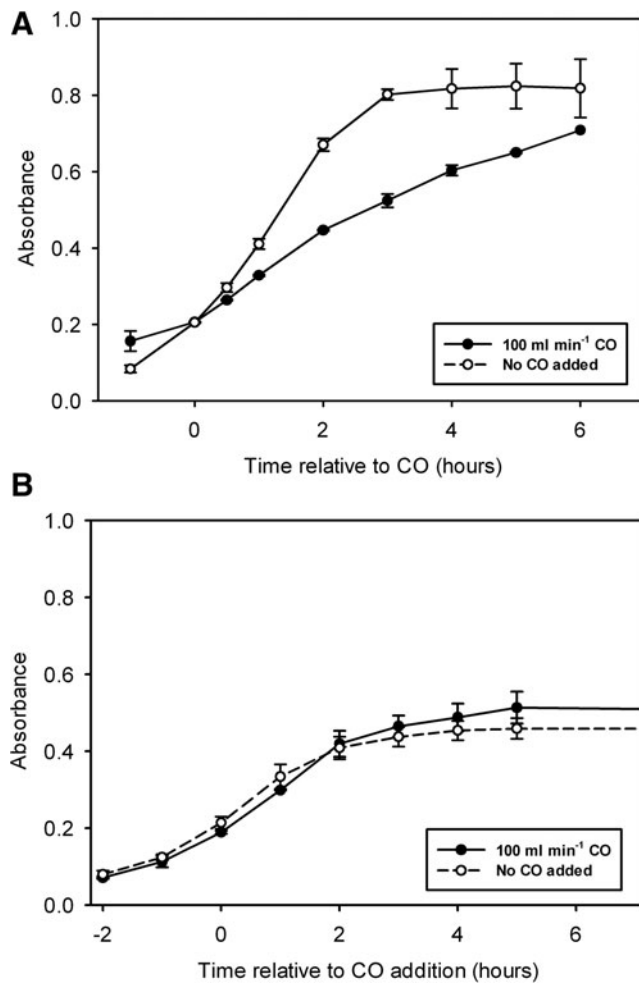 A
1.0
0.8
0.6
0.4
0.2
0.0
Absorbance
100 ml min⁻¹ CO
No CO added
0
2
4
6
Time relative to CO (hours)
B
1.0
0.8
0.6
0.4
0.2
0.0
Absorbance
100 ml min⁻¹ CO
No CO added
-2
0
2
4
6
Time relative to CO addition (hours)